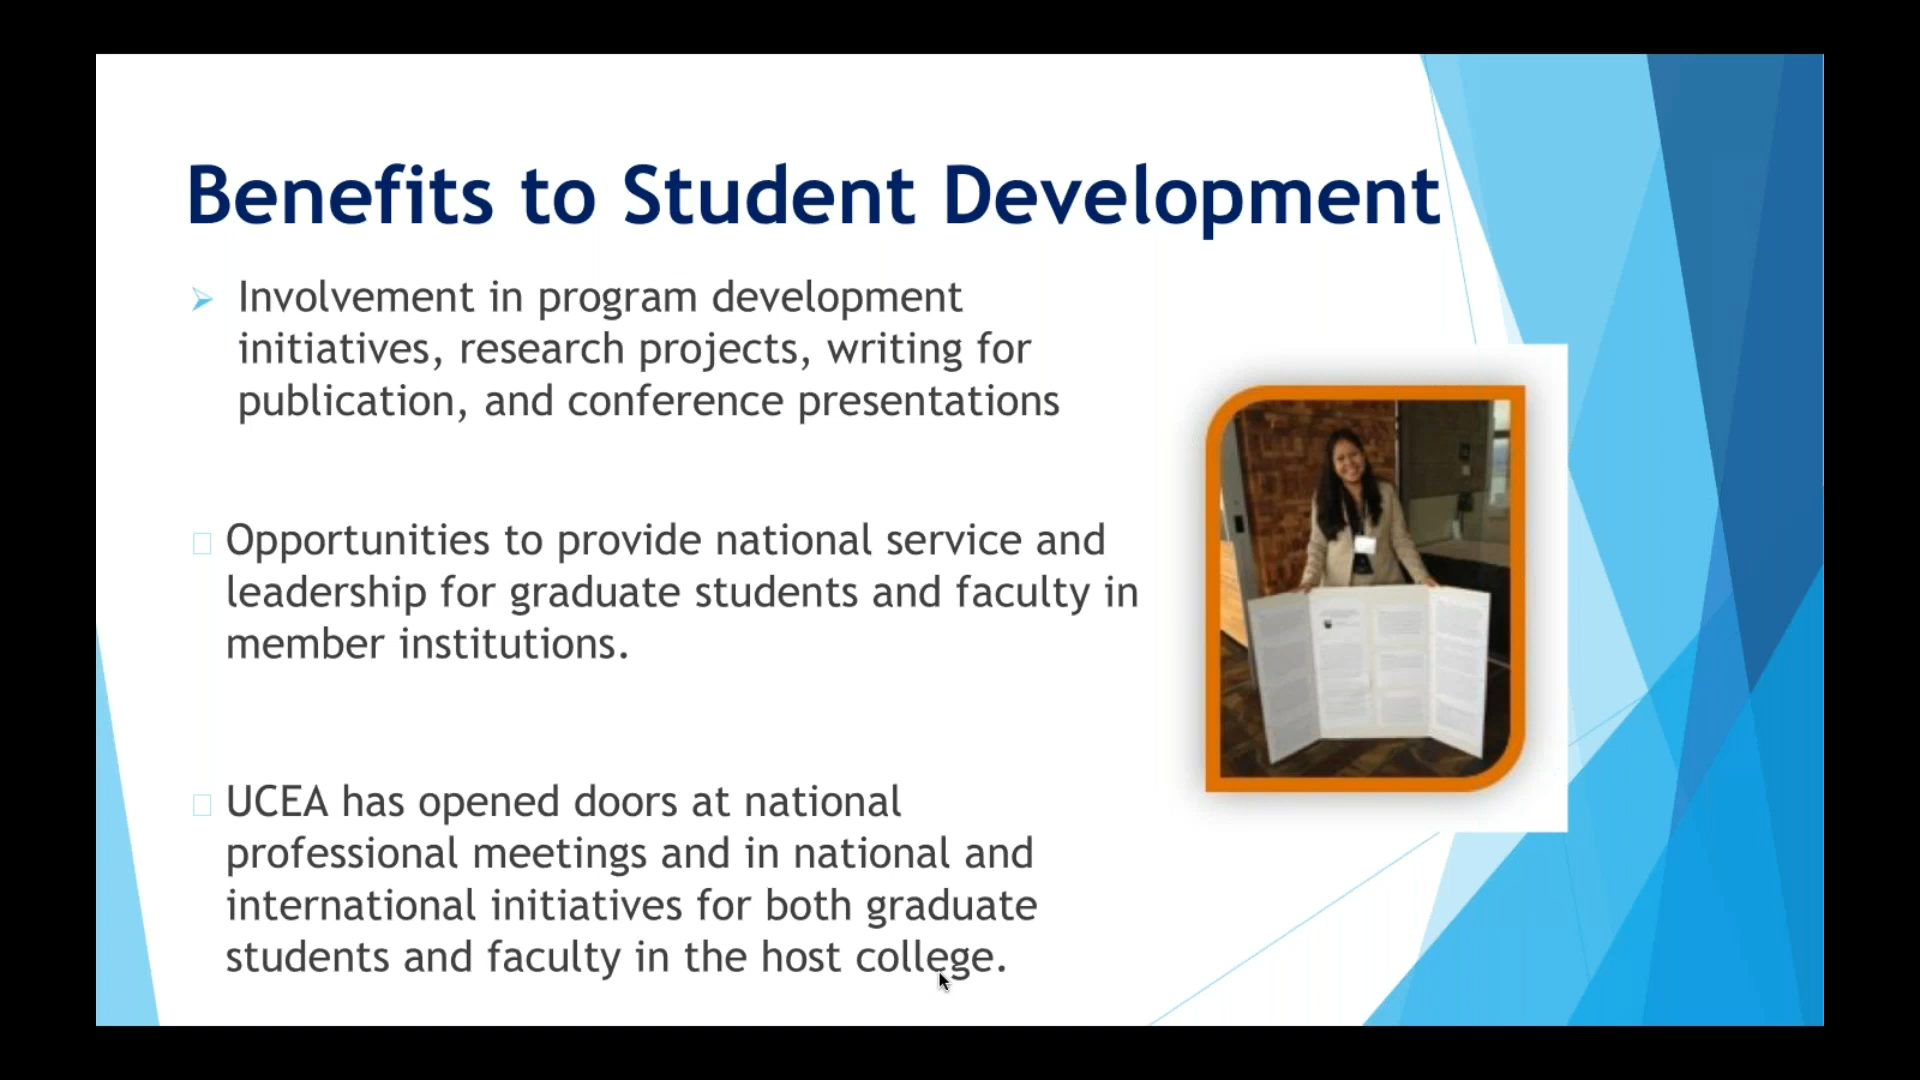 Benefits to Student Development
Involvement in program development
initiatives, research projects, writing for
publication, and conference presentations
Opportunities to provide national service and
leadership for graduate students and faculty in
member institutions.
UCEA has opened doors at national
professional meetings and in national and
international initiatives for both graduate
students and faculty in the host college.